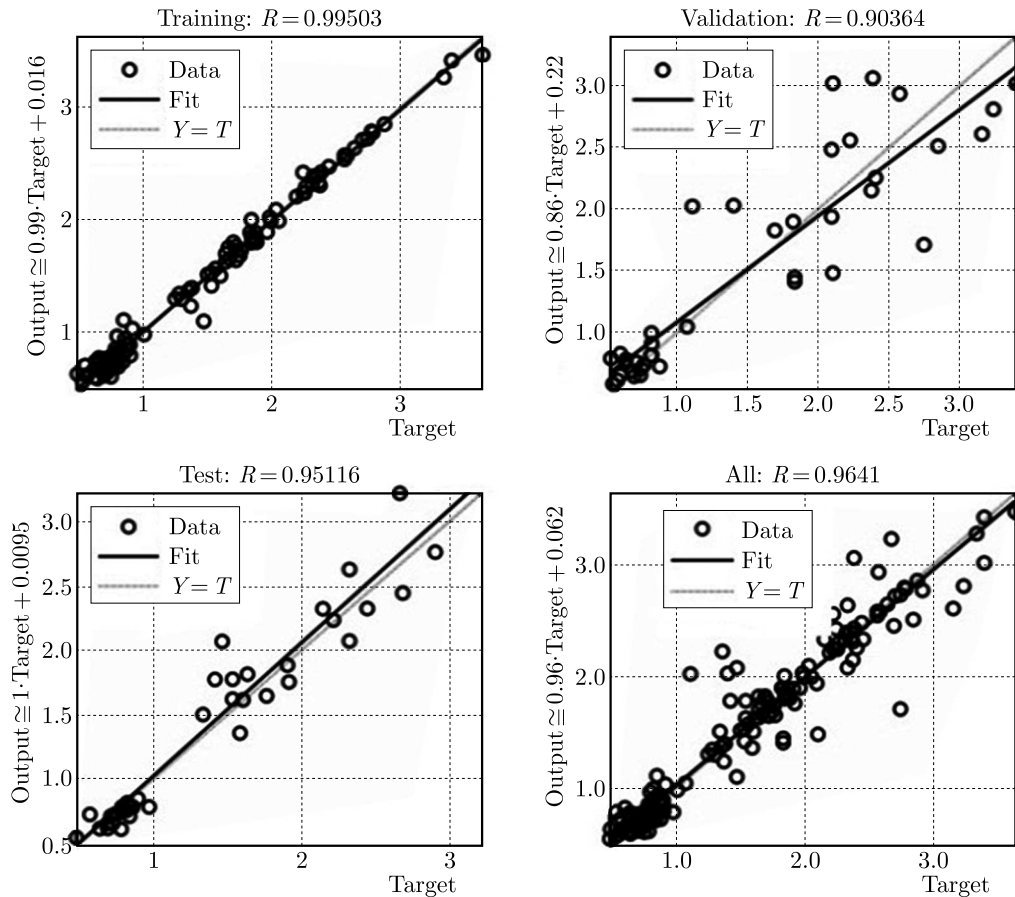 Training: R = 0.99503
Output ≅ 0.99·Target + 0.016
Data
Fit
Y = T
3
2
1
1 2 3
Target
Validation: R = 0.90364
Output ≅ 0.86·Target + 0.22
Data
Fit
Y = T
3.0
2.5
2.0
1.5
1.0
1.0 1.5 2.0 2.5 3.0
Target
Test: R = 0.95116
Output ≅ 1·Target + 0.0095
Data
Fit
Y = T
3.0
2.5
2.0
1.5
1.0
0.5
1 2 3
Target
All: R = 0.9641
Output ≅ 0.96·Target + 0.062
Data
Fit
Y = T
3.0
2.0
1.0
1.0 2.0 3.0
Target